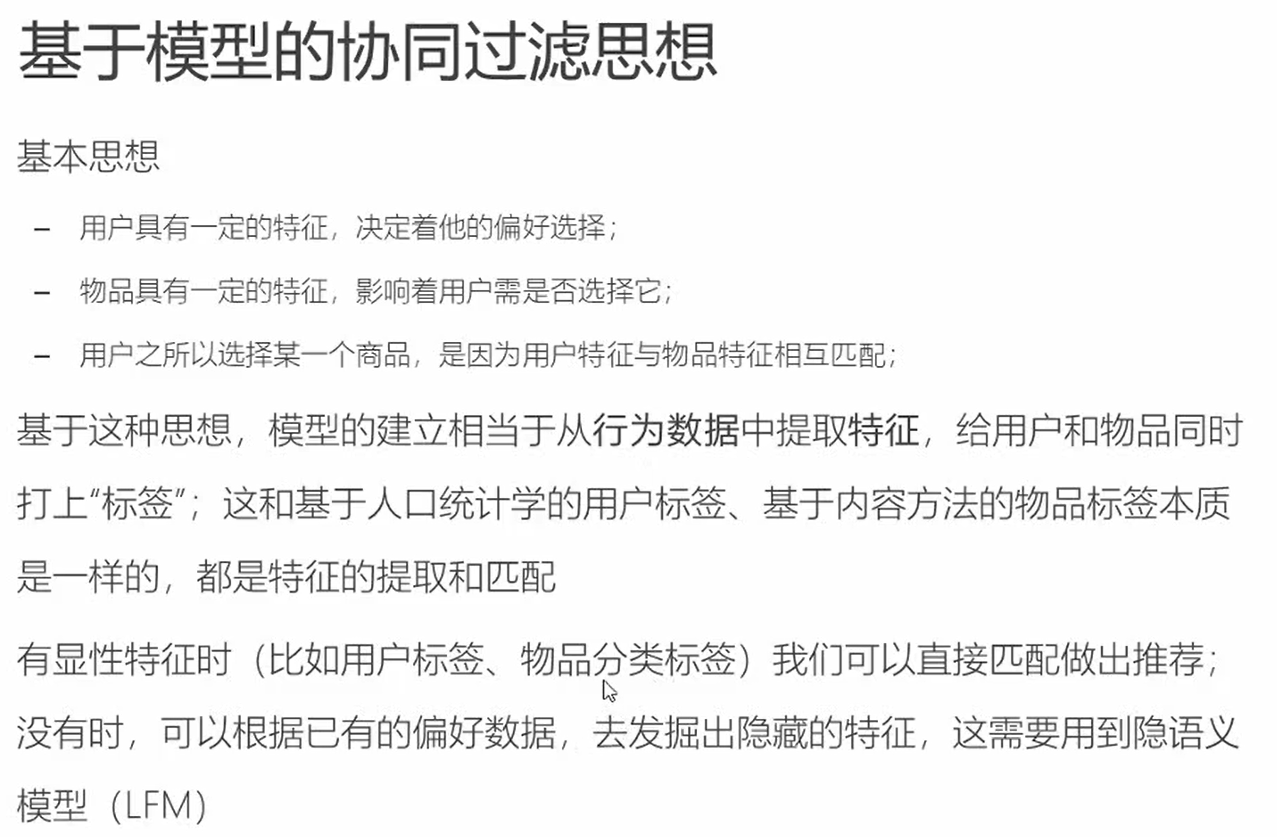 基于模型的协同过滤思想
基本思想
– 用户具有一定的特征，决定着他的偏好选择；
– 物品具有一定的特征，影响着用户需是否选择它；
– 用户之所以选择某一个商品，是因为用户特征与物品特征相互匹配；
基于这种思想，模型的建立相当于从行为数据中提取特征，给用户和物品同时
打上“标签”；这和基于人口统计学的用户标签、基于内容方法的物品标签本质
是一样的，都是特征的提取和匹配
有显性特征时（比如用户标签、物品分类标签）我们可以直接匹配做出推荐；
没有时，可以根据已有的偏好数据，去发掘出隐藏的特征，这需要用到隐语义
模型（LFM）